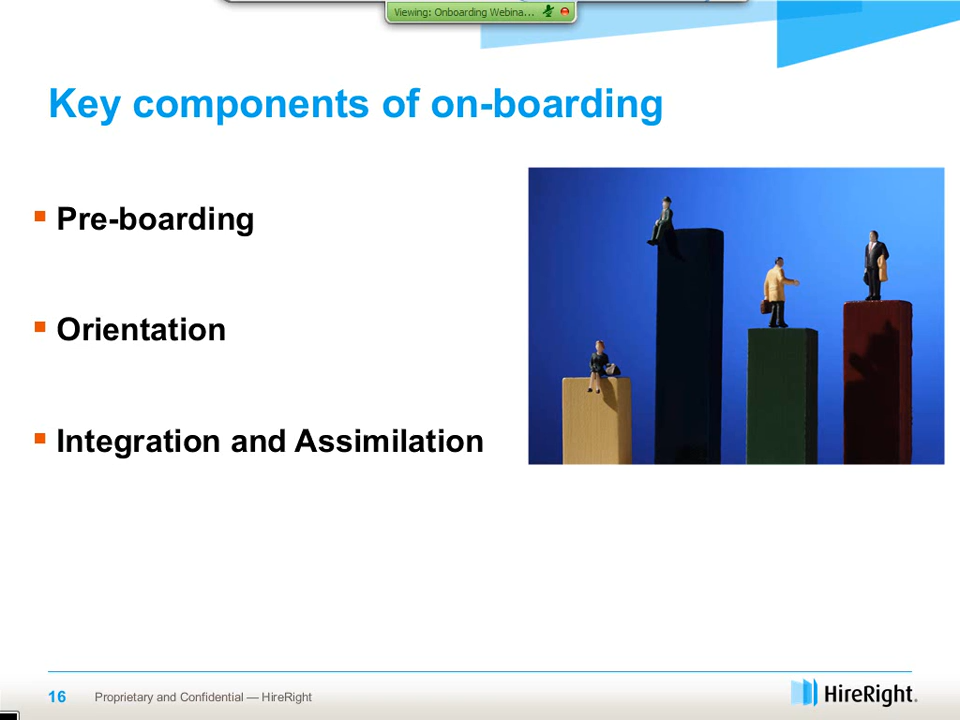 Viewing: Onboarding Webina...
Key components of on-boarding
Pre-boarding
Orientation
Integration and Assimilation
16 Proprietary and Confidential — HireRight
HireRight.